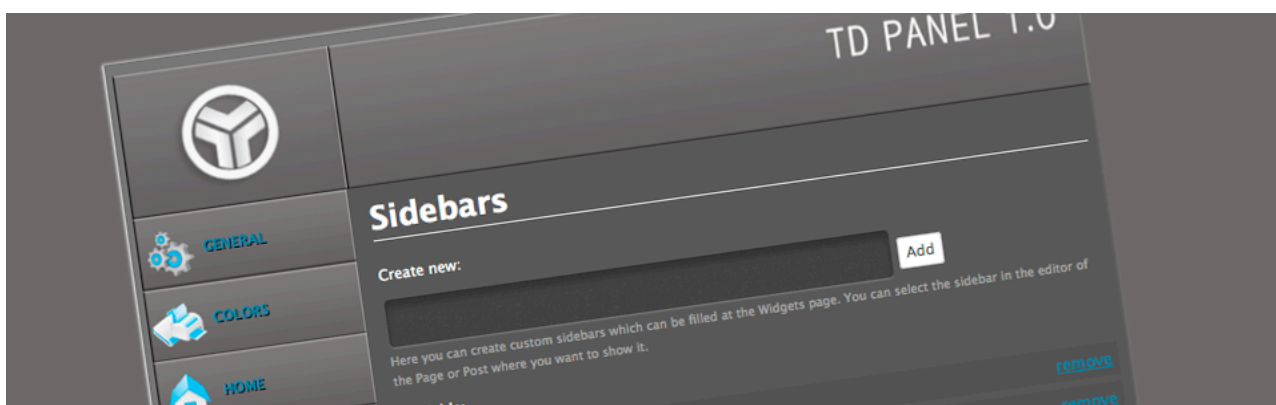 TD PANEL 1.0
Sidebars
GENERAL
Create new:
Add
COLORS
Here you can create custom sidebars which can be filled at the Widgets page. You can select the sidebar in the editor of
the Page or Post where you want to show it.
HOME
remove
remove